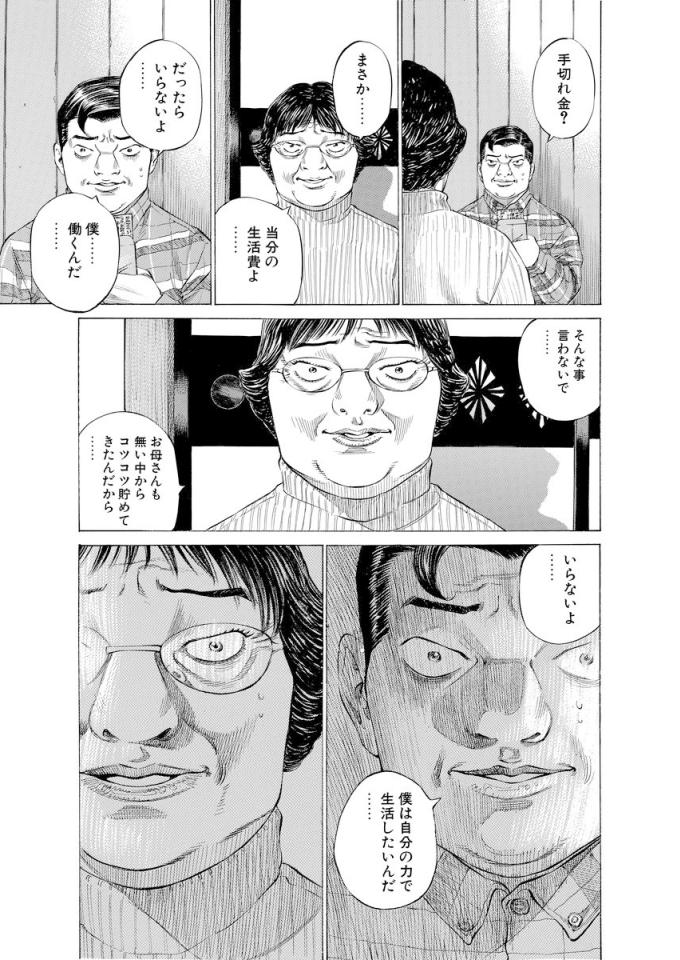 手切れ金？
まさか……
当分の
生活費よ
……
だったら
いらないよ
……
僕……
働くんだ
……
そんな事
言わないで
……
お母さんも
無い中から
コツコツ貯めて
きたんだから
……
いらないよ
……
僕は自分の力で
生活したいんだ
……